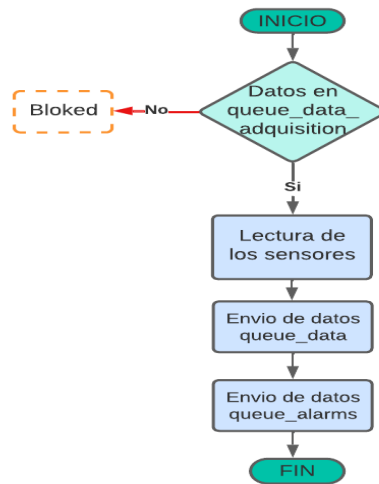 INICIO
Datos en
queue_data_
adquisition
No
Bloked
Si
Lectura de
los sensores
Envio de datos
queue_data
Envio de datos
queue_alarms
FIN